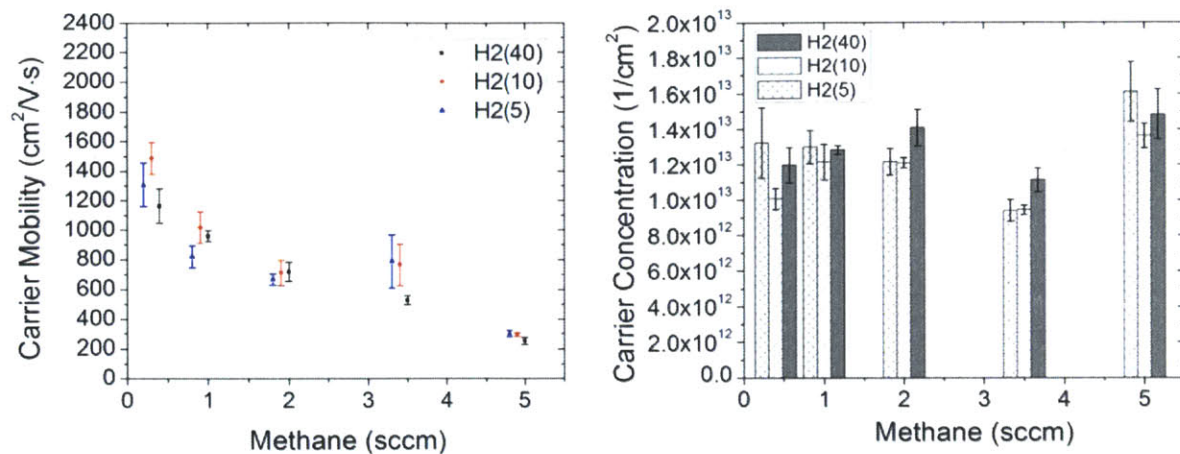 Carrier Mobility (cm²/V·s)
2400
2200
2000
1800
1600
1400
1200
1000
800
600
400
200
0
H2(40)
H2(10)
H2(5)
0
1
2
3
4
5
Methane (sccm)
Carrier Concentration (1/cm²)
2.0x10¹³
1.8x10¹³
1.6x10¹³
1.4x10¹³
1.2x10¹³
1.0x10¹³
8.0x10¹²
6.0x10¹²
4.0x10¹²
2.0x10¹²
0.0
H2(40)
H2(10)
H2(5)
0
1
2
3
4
5
Methane (sccm)